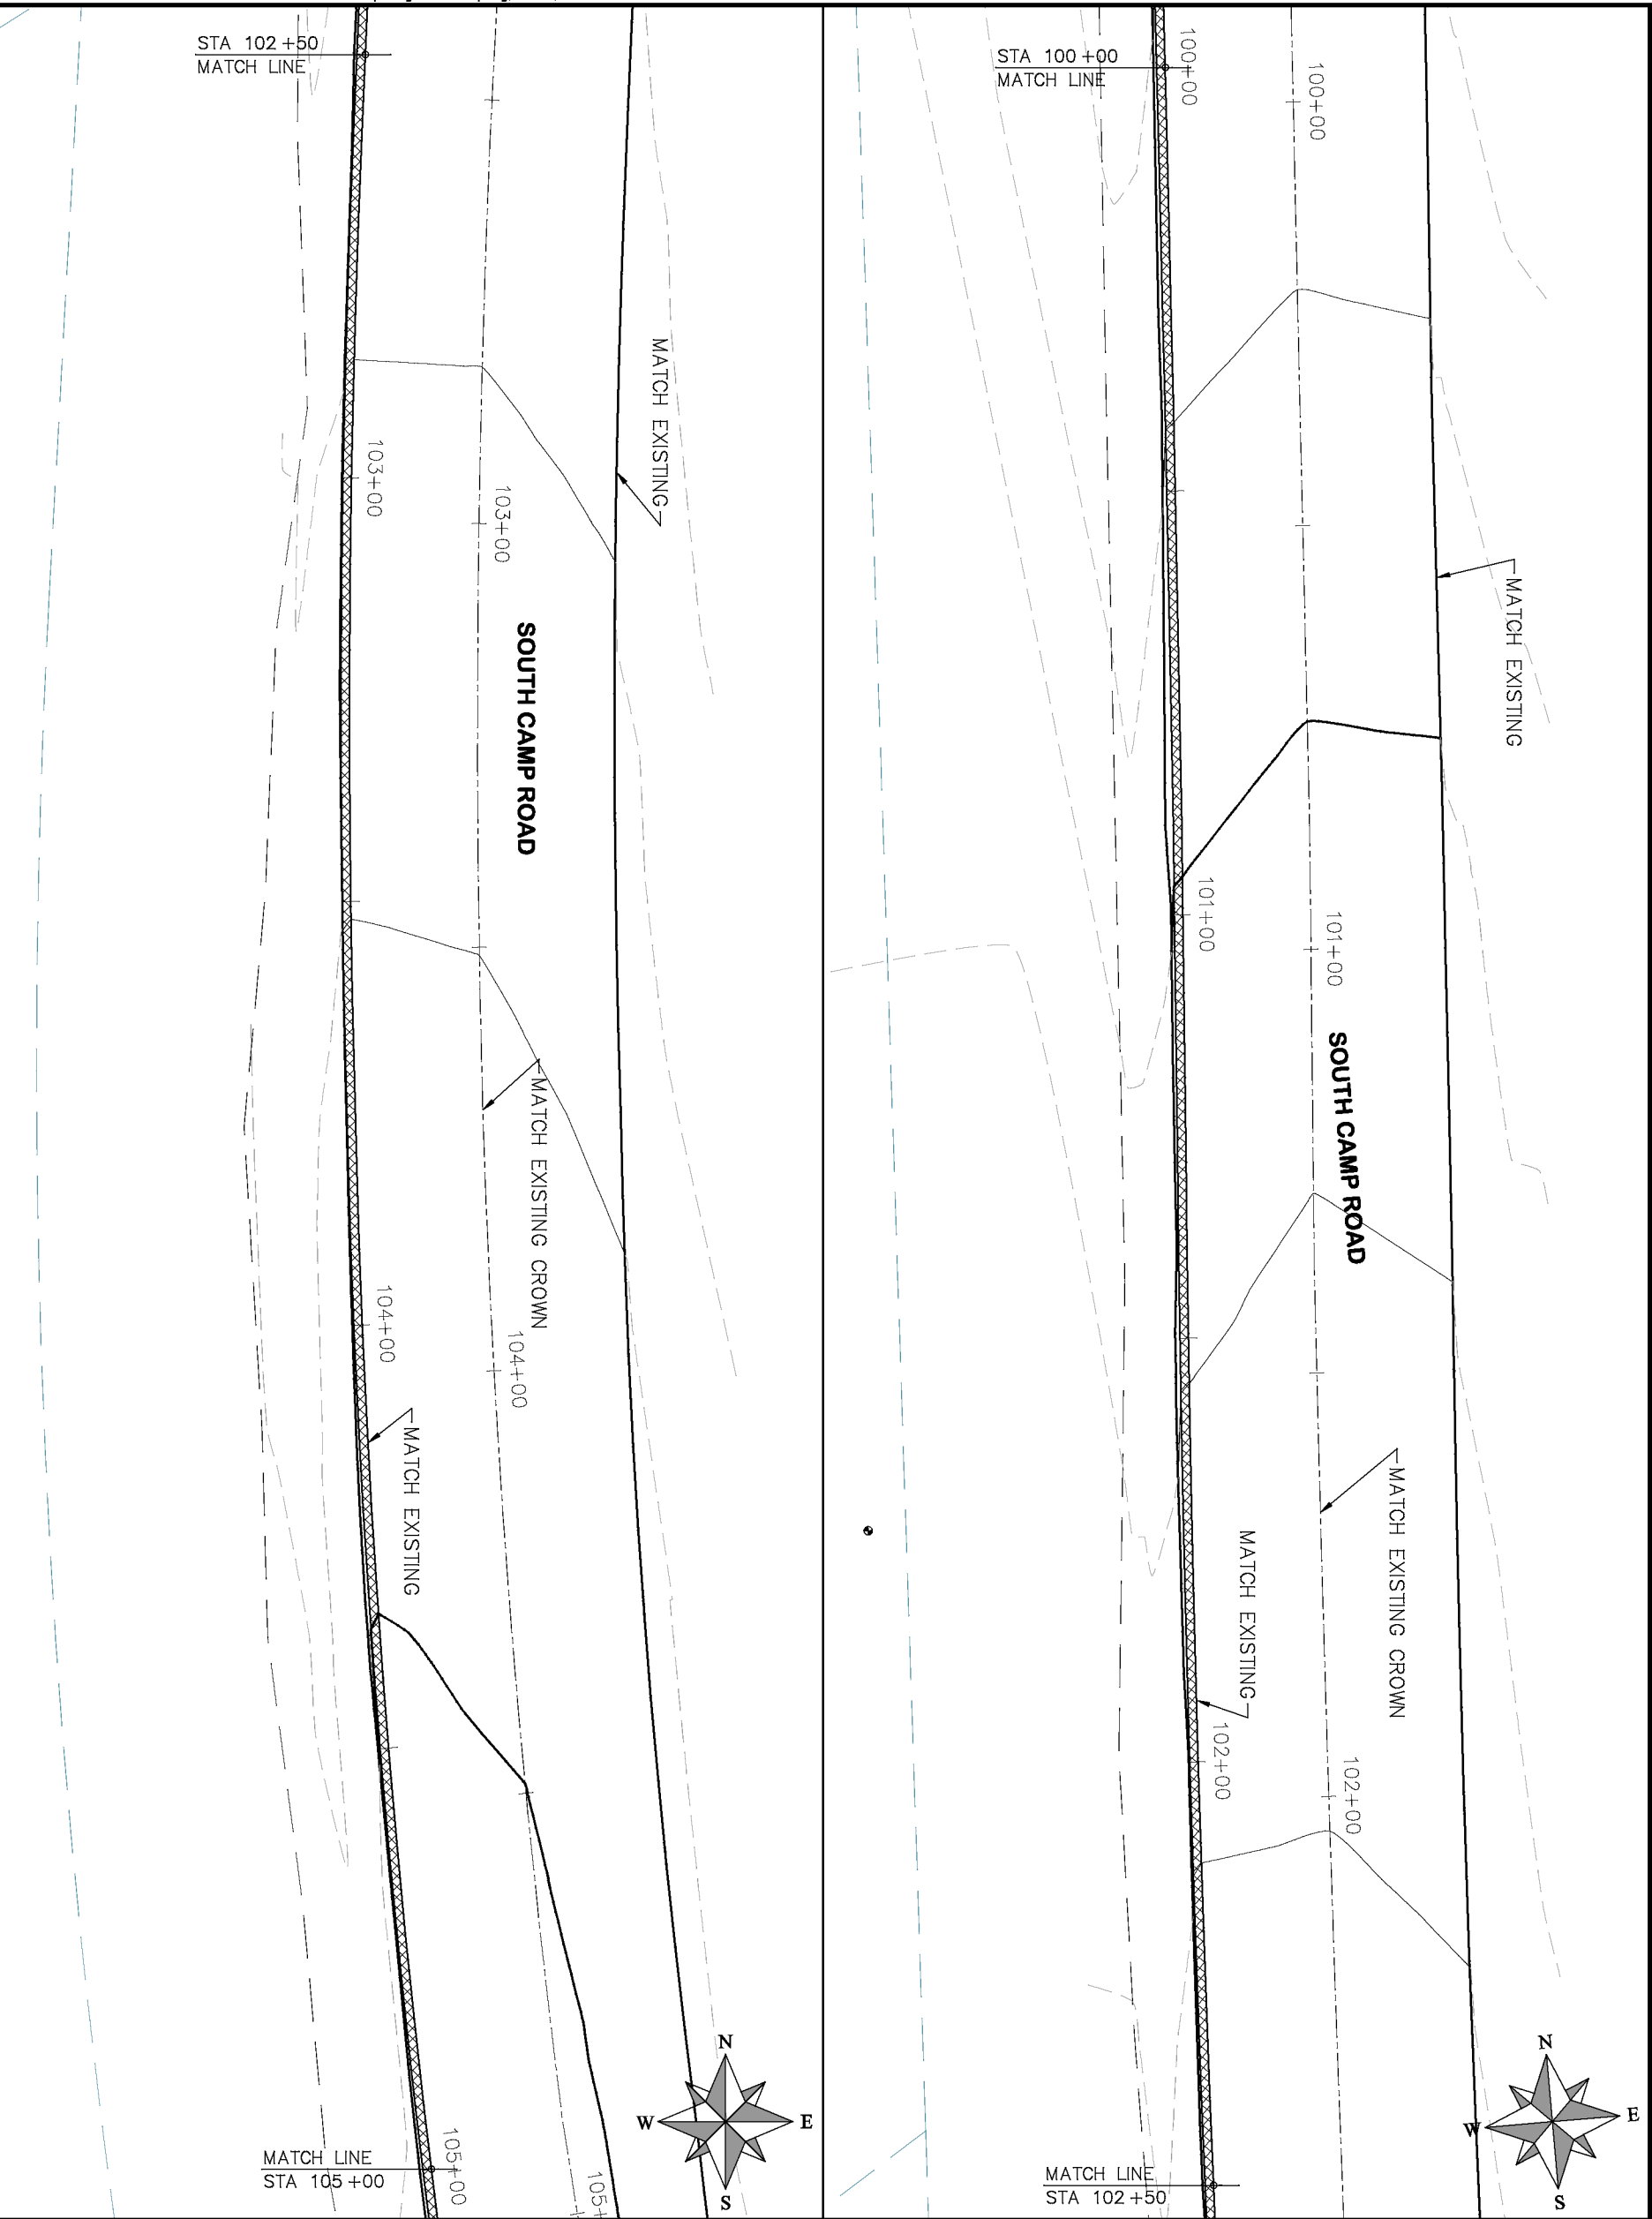 STA 102+50
MATCH LINE
MATCH EXISTING
103+00
103+00
SOUTH CAMP ROAD
MATCH EXISTING CROWN
104+00
104+00
MATCH EXISTING
N
W
E
S
MATCH LINE
STA 105+00
105+00
105+
STA 100+00
MATCH LINE
100+00
100+00
MATCH EXISTING
101+00
101+00
SOUTH CAMP ROAD
MATCH EXISTING CROWN
MATCH EXISTING
102+00
102+00
N
W
E
S
MATCH LINE
STA 102+50